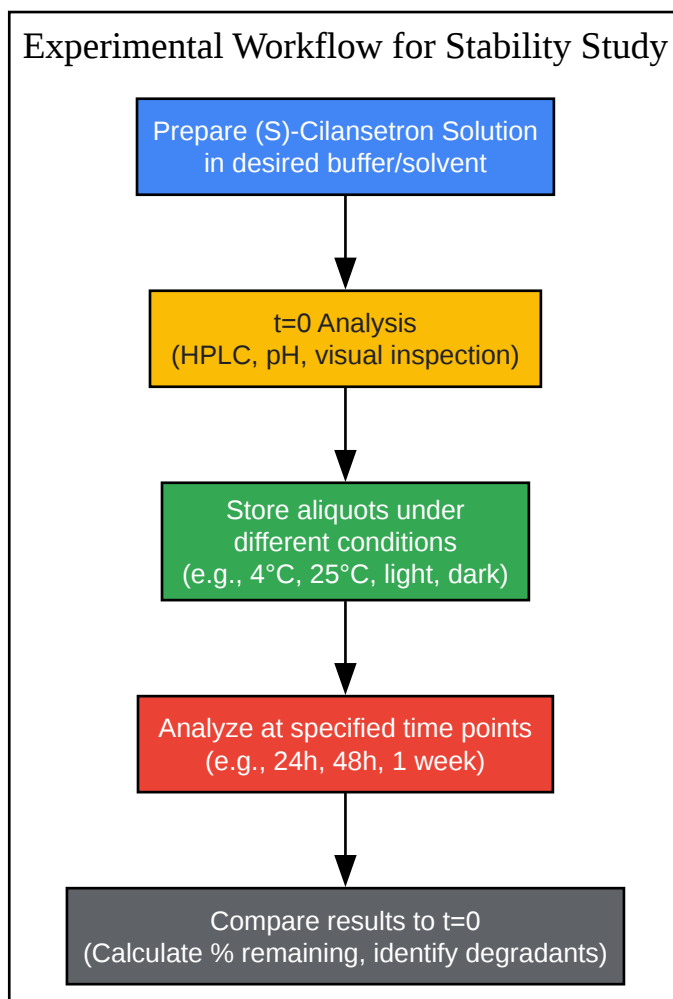 Experimental Workflow for Stability Study
Prepare (S)-Cilansetron Solution
in desired buffer/solvent
t=0 Analysis
(HPLC, pH, visual inspection)
Store aliquots under
different conditions
(e.g., 4°C, 25°C, light, dark)
Analyze at specified time points
(e.g., 24h, 48h, 1 week)
Compare results to t=0
(Calculate % remaining, identify degradants)